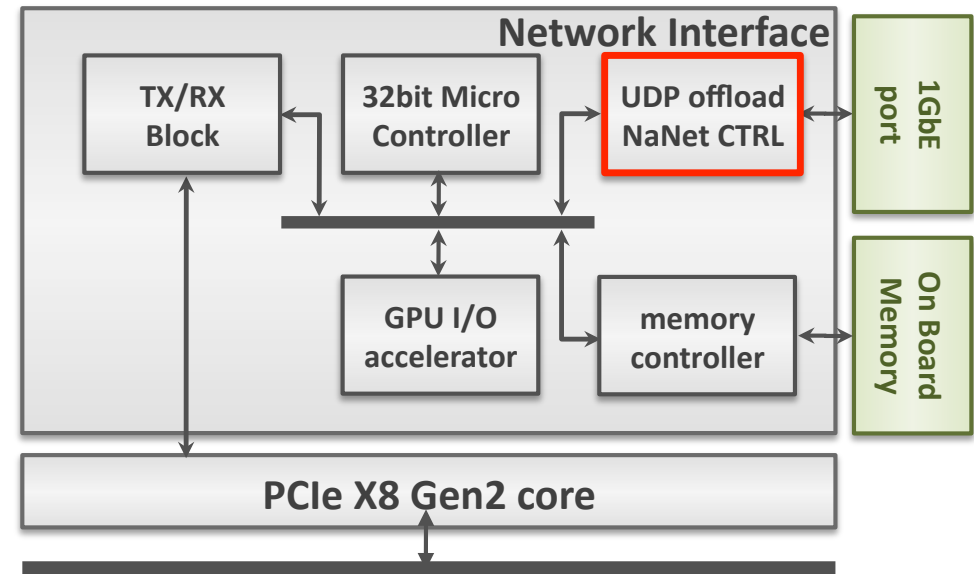 Network Interface
TX/RX
Block
32bit Micro
Controller
UDP offload
NaNet CTRL
1GbE
port
GPU I/O
accelerator
memory
controller
On Board
Memory
PCIe X8 Gen2 core